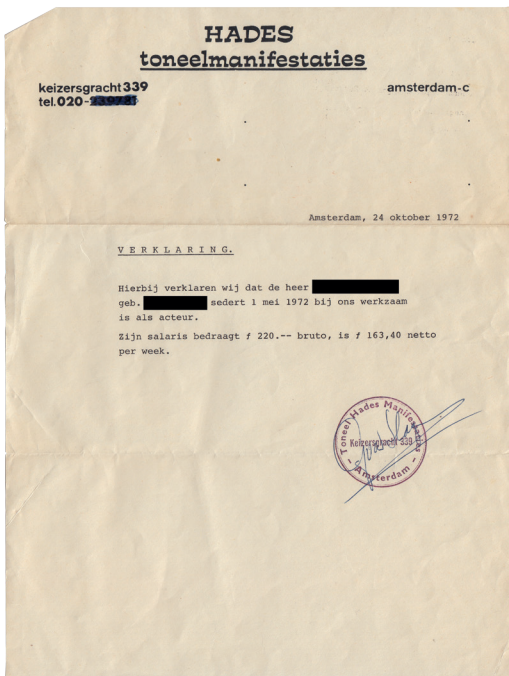 HADES
toneelmanifestaties
keizersgracht 339
amsterdam-c
tel. 020-
Amsterdam, 24 oktober 1972
VERKLARING.
Hierbij verklaren wij dat de heer
geb. sedert 1 mei 1972 bij ons werkzaam
is als acteur.
Zijn salaris bedraagt ƒ 220.-- bruto, is ƒ 163,40 netto
per week.
Toneel Hades Manifestaties
Keizersgracht 339
- Amsterdam -